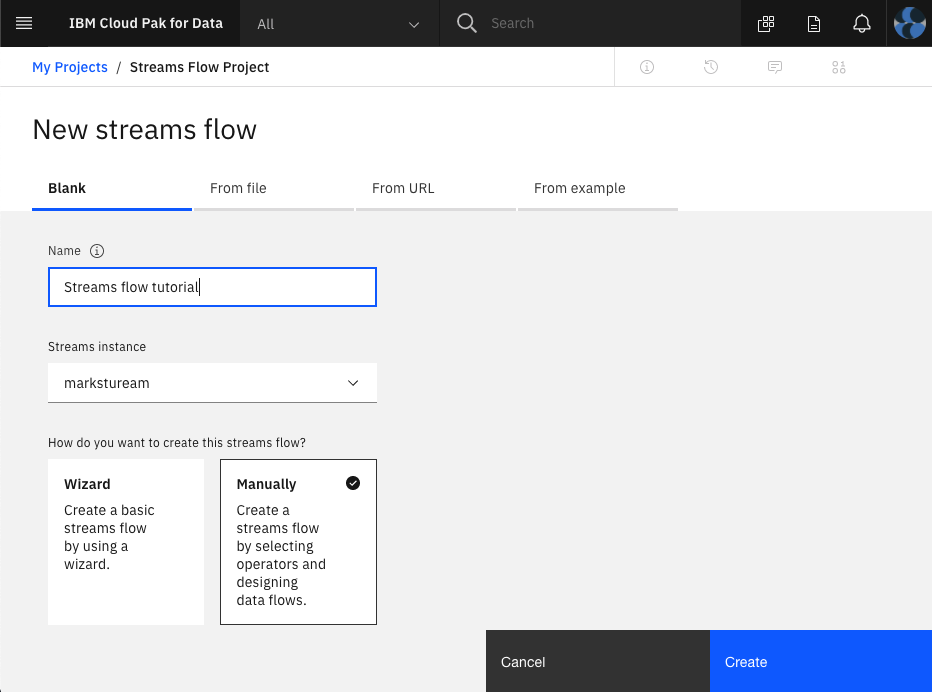 IBM Cloud Pak for Data
All
Search
My Projects / Streams Flow Project
New streams flow
Blank
From file
From URL
From example
Name
Streams flow tutorial
Streams instance
markstuream
How do you want to create this streams flow?
Wizard
Create a basic
streams flow
by using a
wizard.
Manually
Create a
streams flow
by selecting
operators and
designing
data flows.
Cancel
Create